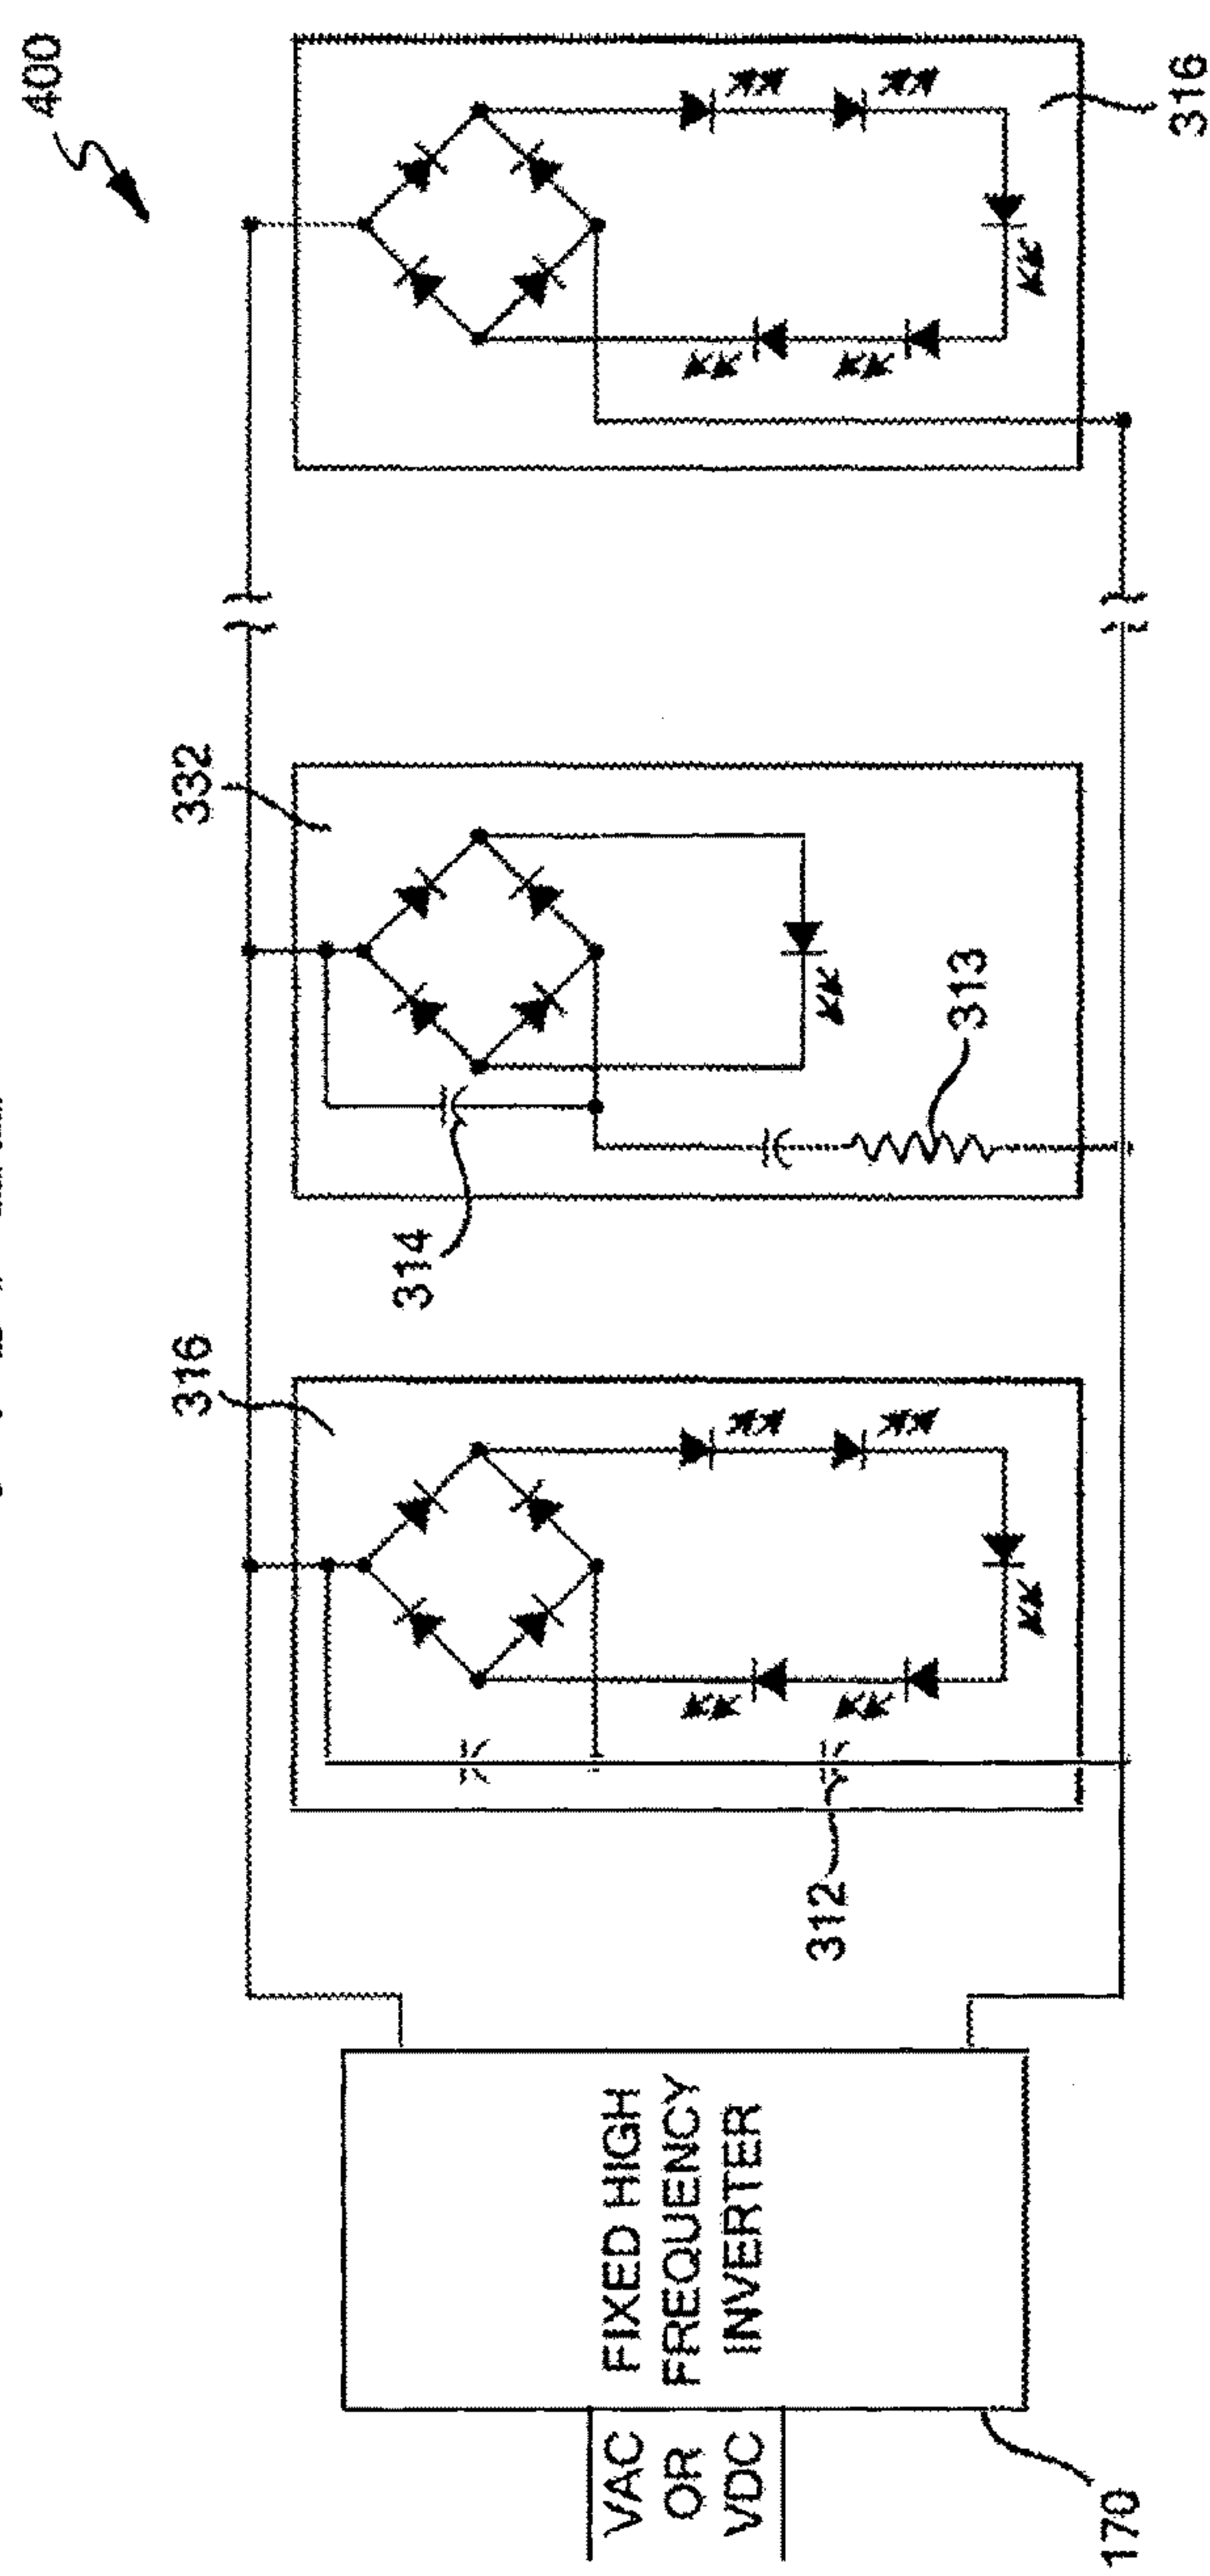 400
316
332
316
313
314
312
FIXED HIGH
FREQUENCY
INVERTER
VAC
OR
VDC
170